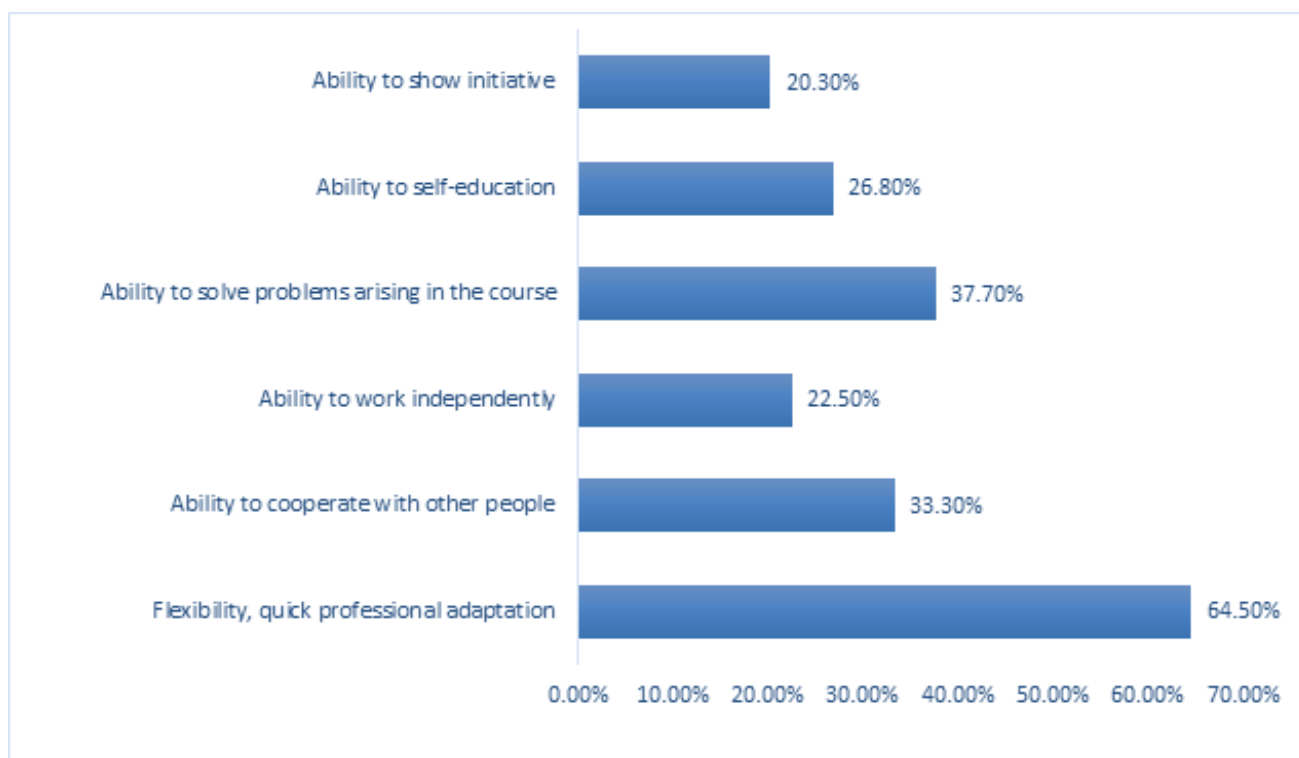 Ability to show initiative
20.30%
Ability to self-education
26.80%
Ability to solve problems arising in the course
37.70%
Ability to work independently
22.50%
Ability to cooperate with other people
33.30%
Flexibility, quick professional adaptation
64.50%
0.00% 10.00% 20.00% 30.00% 40.00% 50.00% 60.00% 70.00%